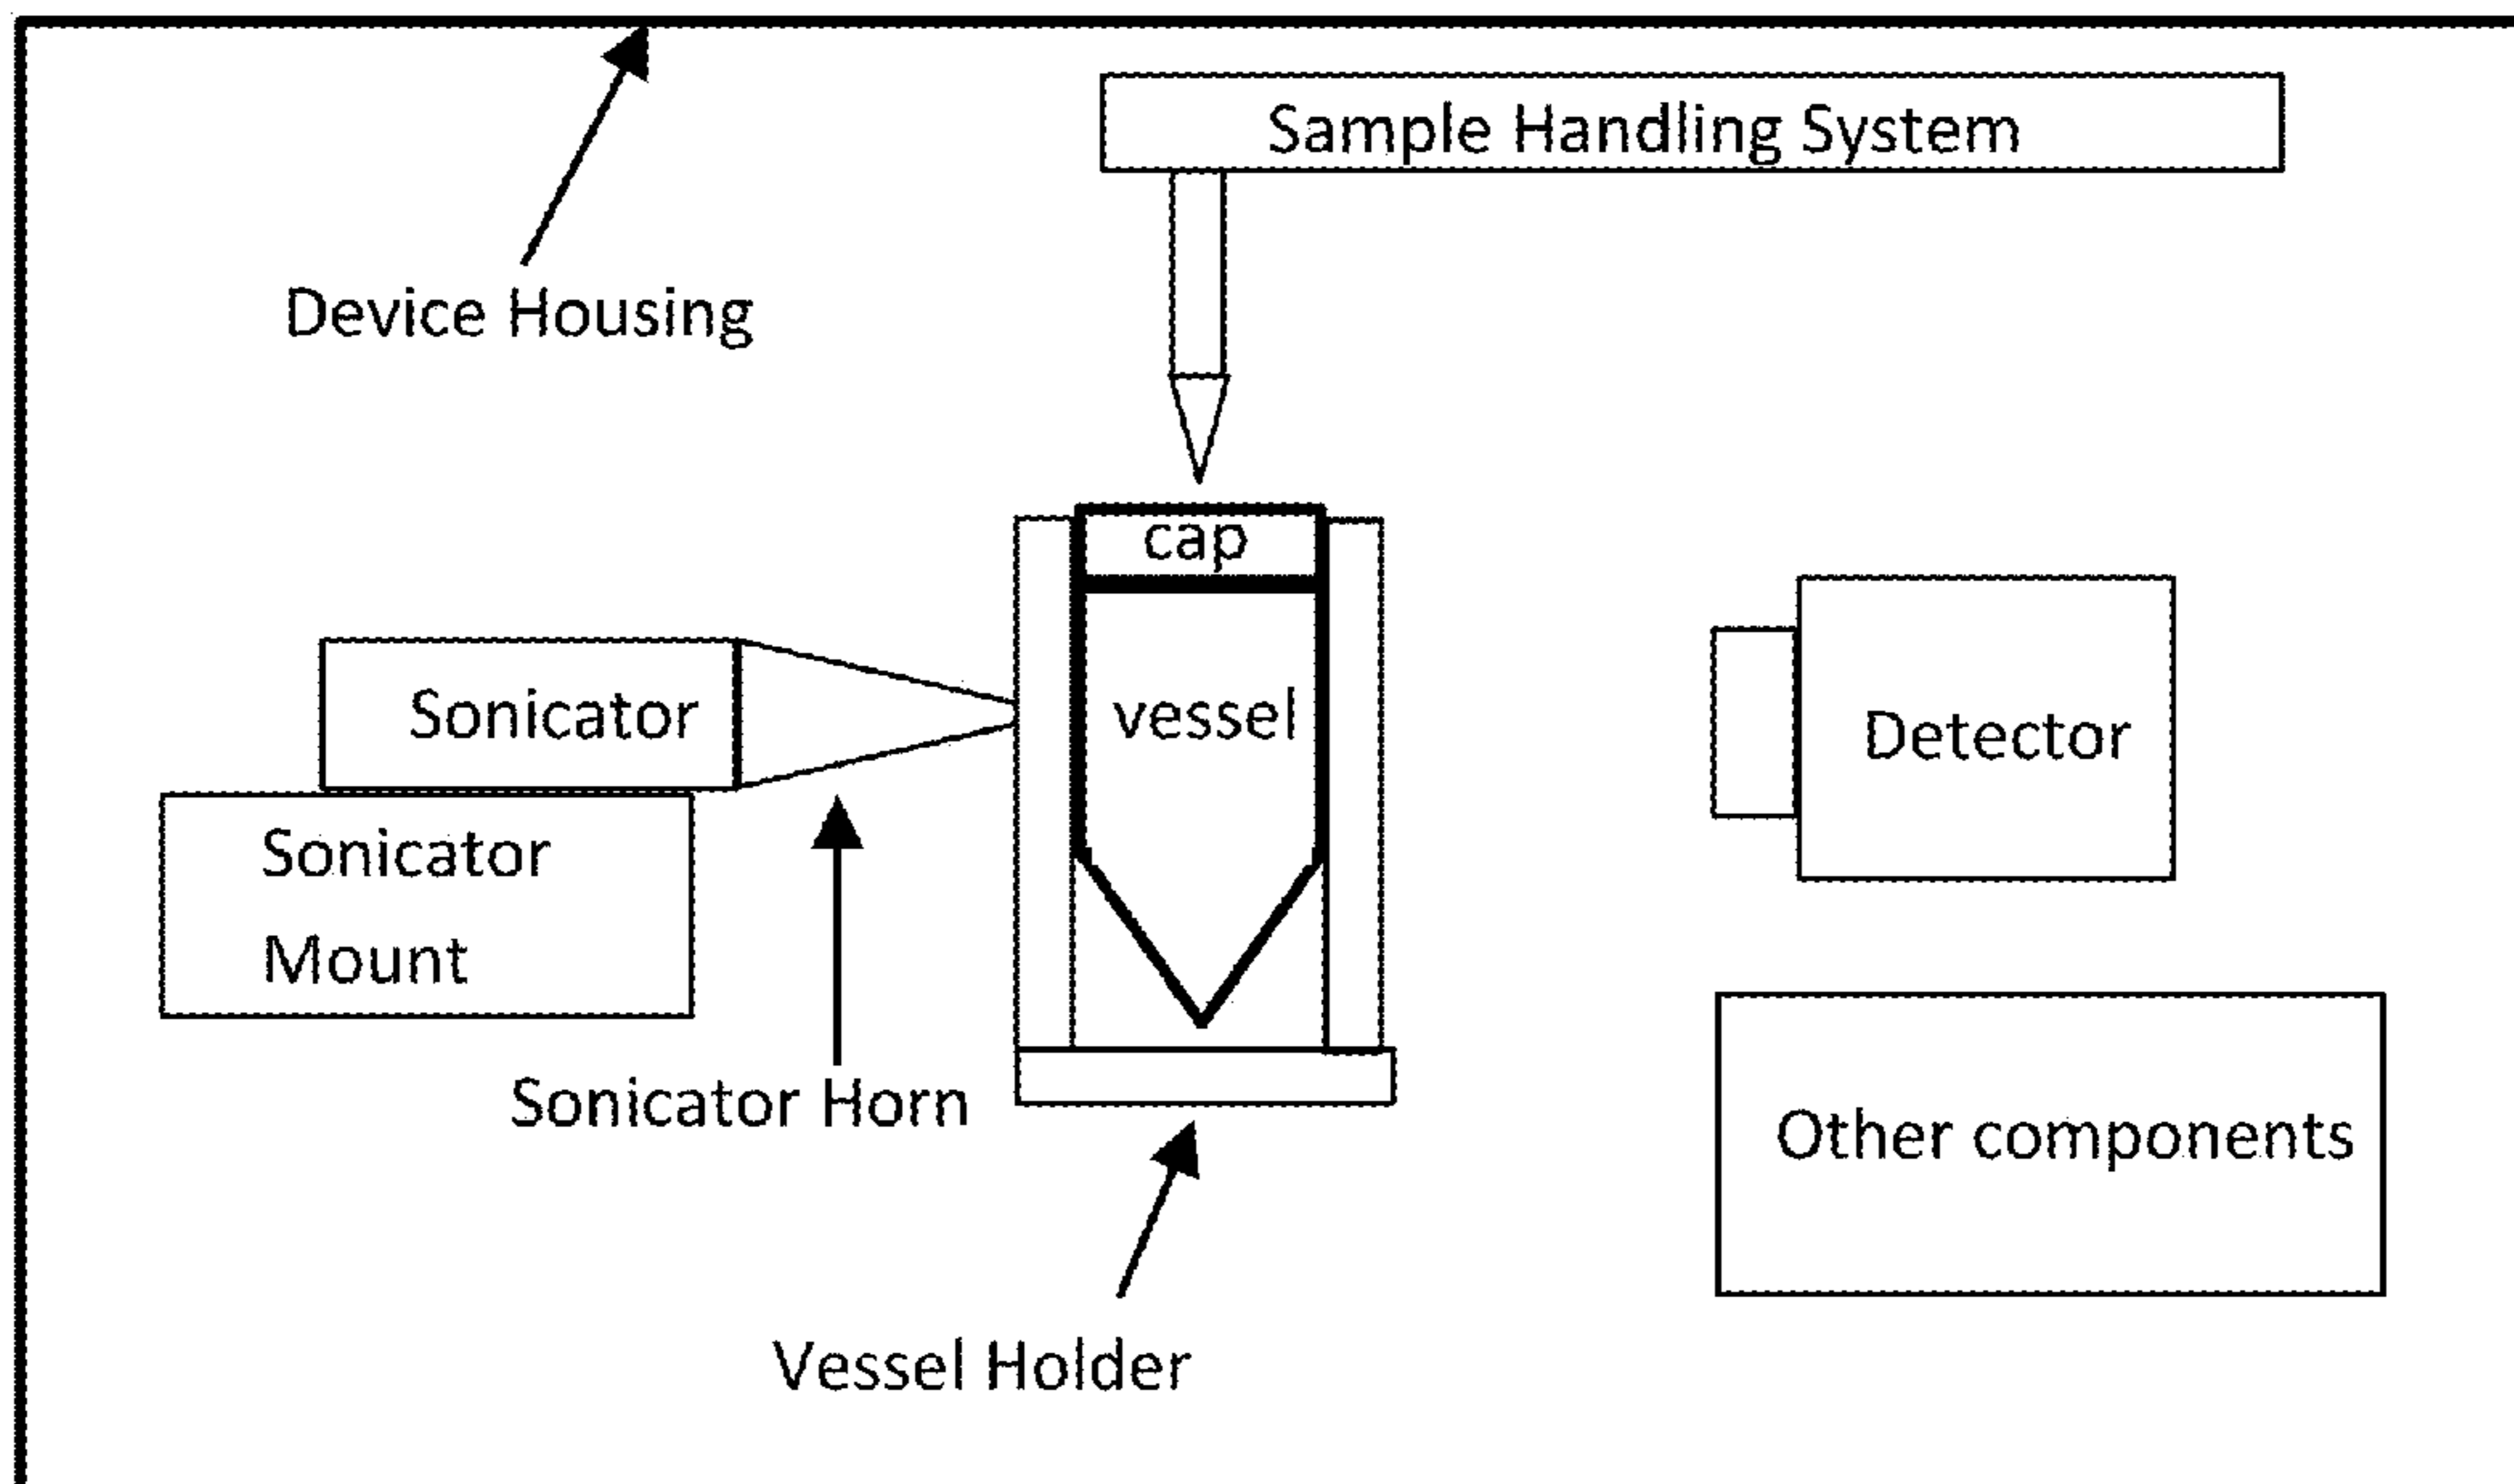 Sample Handling System
Device Housing
cap
Sonicator
vessel
Detector
Sonicator
Mount
Sonicator Horn
Other components
Vessel Holder